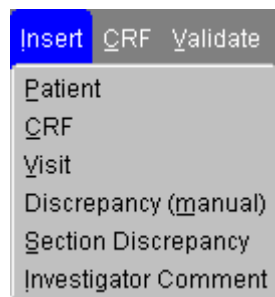 Insert CRF Validate
Patient
CRF
Visit
Discrepancy (manual)
Section Discrepancy
Investigator Comment